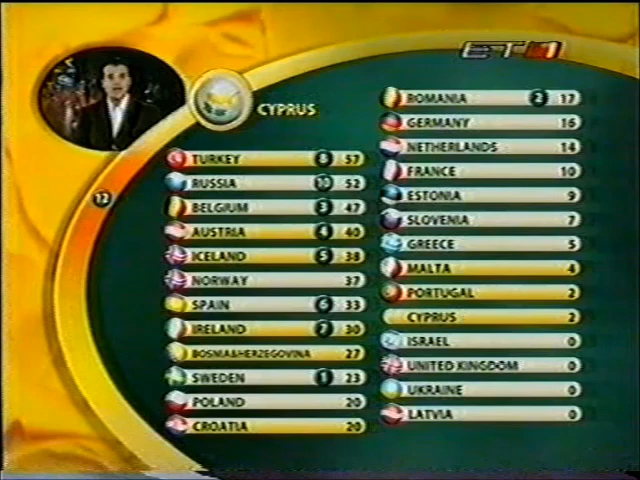 ET1
CYPRUS
12
TURKEY 8 57
RUSSIA 10 52
BELGIUM 3 47
AUSTRIA 4 40
ICELAND 5 38
NORWAY 37
SPAIN 6 33
IRELAND 7 30
BOSNIA&HERZEGOVINA 27
SWEDEN 1 23
POLAND 20
CROATIA 20
ROMANIA 2 17
GERMANY 16
NETHERLANDS 14
FRANCE 10
ESTONIA 9
SLOVENIA 7
GREECE 5
MALTA 4
PORTUGAL 2
CYPRUS 2
ISRAEL 0
UNITED KINGDOM 0
UKRAINE 0
LATVIA 0